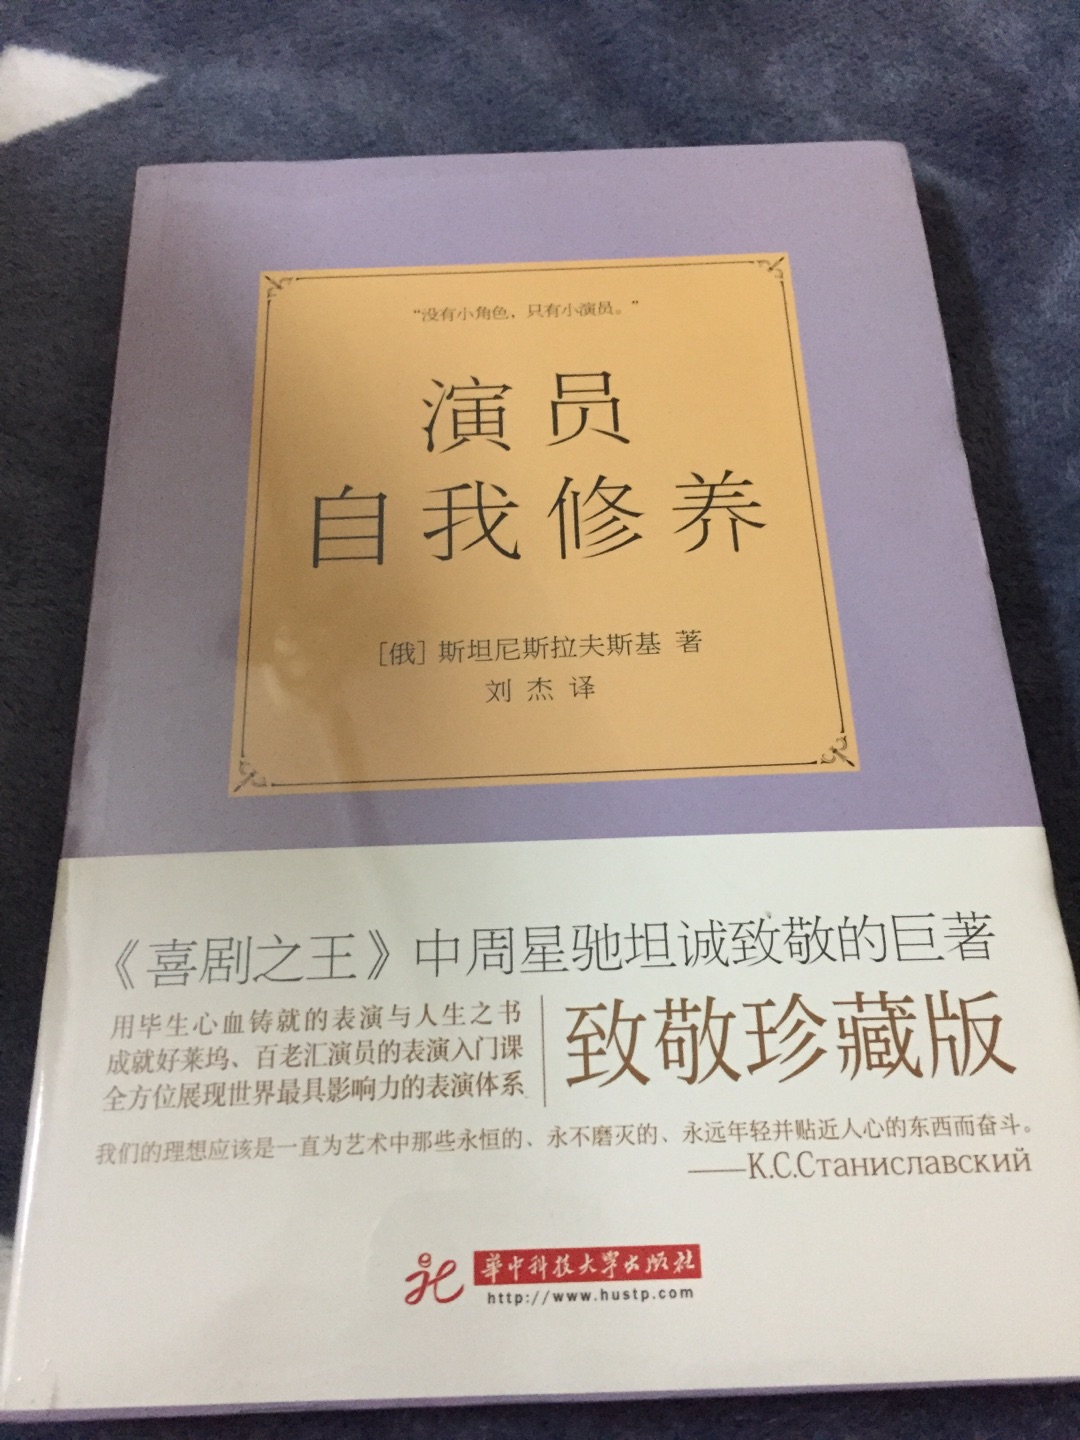 “没有小角色，只有小演员。”
演员
自我修养
[俄] 斯坦尼斯拉夫斯基 著
刘杰 译
《喜剧之王》中周星驰坦诚致敬的巨著
用毕生心血铸就的表演与人生之书
成就好莱坞、百老汇演员的表演入门课
全方位展现世界最具影响力的表演体系
致敬珍藏版
我们的理想应该是一直为艺术中那些永恒的、永不磨灭的、永远年轻并贴近人心的东西而奋斗。
——К.С.Станиславский
華中科技大學出版社
http://www.hustp.com